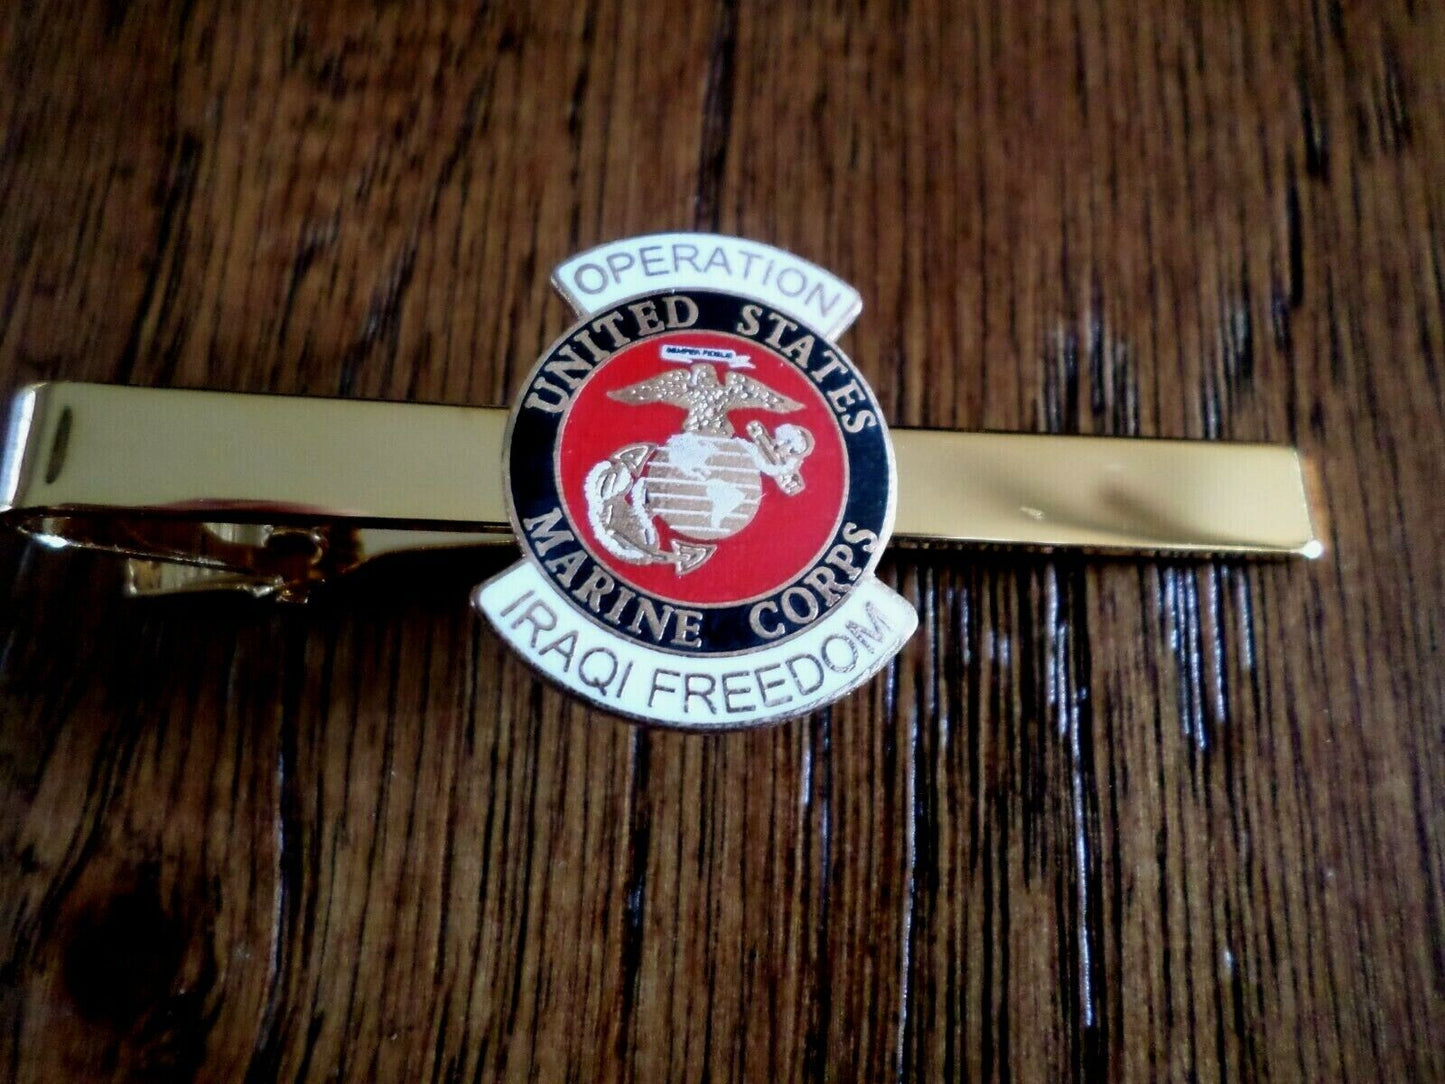 OPERATION
UNITED STATES
SEMPER FIDELIS
MARINE CORPS
IRAQI FREEDOM